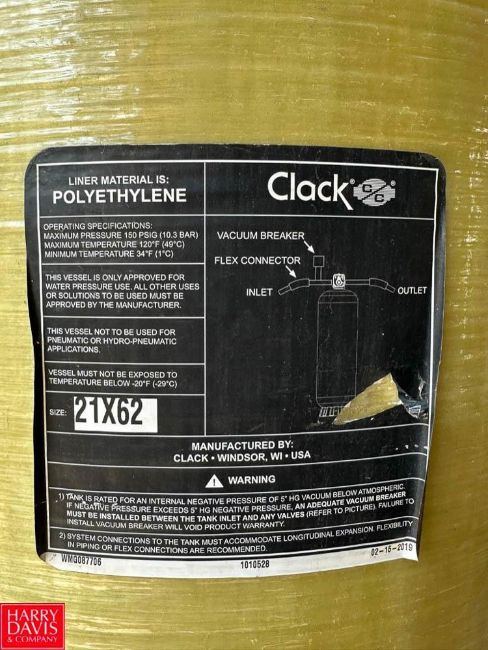 LINER MATERIAL IS:
POLYETHYLENE
OPERATING SPECIFICATIONS:
MAXIMUM PRESSURE 150 PSIG (10.3 BAR)
MAXIMUM TEMPERATURE 120°F (49°C)
MINIMUM TEMPERATURE 34°F (1°C)
THIS VESSEL IS ONLY APPROVED FOR
WATER PRESSURE USE. ALL OTHER USES
OR SOLUTIONS TO BE USED MUST BE
APPROVED BY THE MANUFACTURER.
THIS VESSEL NOT TO BE USED FOR
PNEUMATIC OR HYDRO-PNEUMATIC
APPLICATIONS.
VESSEL MUST NOT BE EXPOSED TO
TEMPERATURE BELOW -20°F (-29°C)
SIZE: 21X62
Clack®
VACUUM BREAKER
FLEX CONNECTOR
INLET
OUTLET
MANUFACTURED BY:
CLACK • WINDSOR, WI • USA
WARNING
1) TANK IS RATED FOR AN INTERNAL NEGATIVE PRESSURE OF 5" HG VACUUM BELOW ATMOSPHERIC.
IF NEGATIVE PRESSURE EXCEEDS 5" HG NEGATIVE PRESSURE, AN ADEQUATE VACUUM BREAKER
MUST BE INSTALLED BETWEEN THE TANK INLET AND ANY VALVES (REFER TO PICTURE). FAILURE TO
INSTALL VACUUM BREAKER WILL VOID PRODUCT WARRANTY.
2) SYSTEM CONNECTIONS TO THE TANK MUST ACCOMMODATE LONGITUDINAL EXPANSION. FLEXIBILITY
IN PIPING OR FLEX CONNECTIONS ARE RECOMMENDED.
WMG087706 1010528 02-15-2019
HARRY
DAVIS
& COMPANY